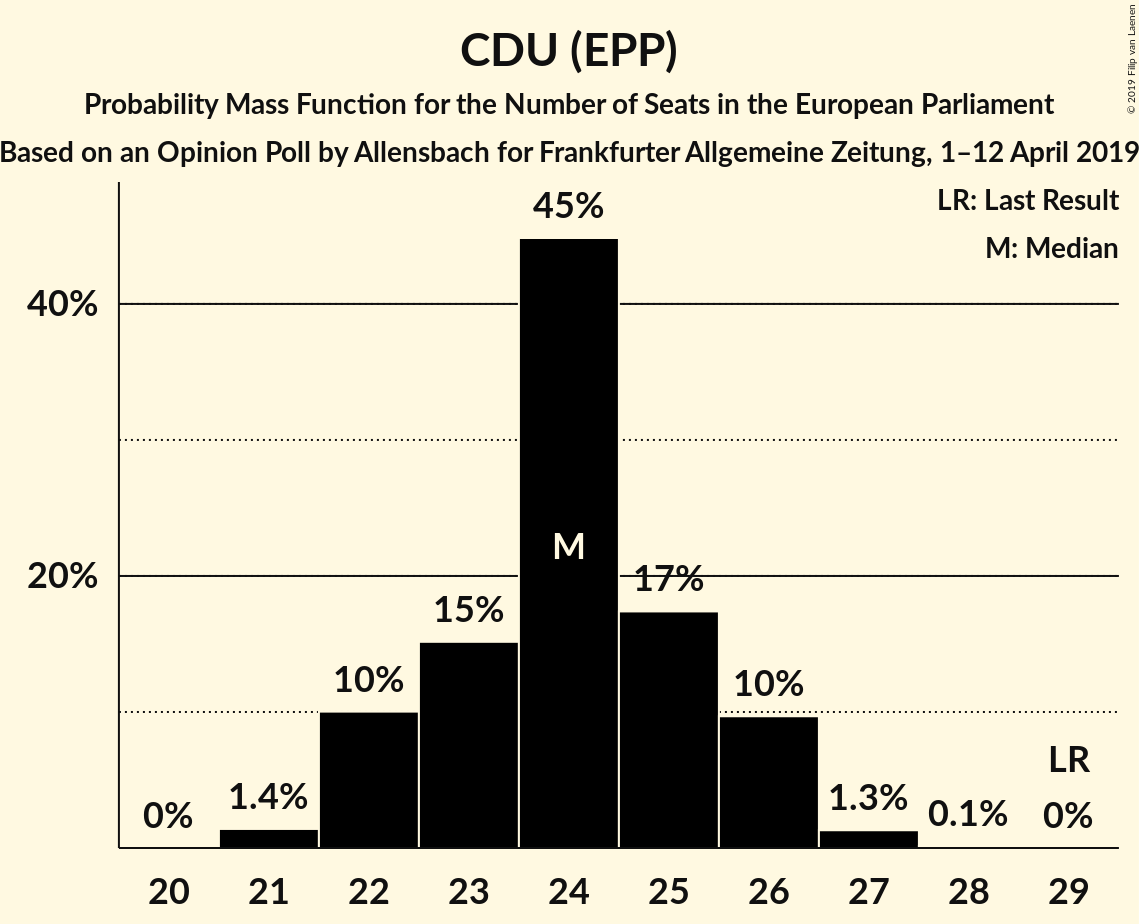 CDU (EPP)
Probability Mass Function for the Number of Seats in the European Parliament
Based on an Opinion Poll by Allensbach for Frankfurter Allgemeine Zeitung, 1–12 April 2019
© 2019 Filip van Laenen
LR: Last Result
M: Median
45%
40%
M
20%
17%
15%
10%
10%
LR
1.4%
1.3%
0%
0.1%
0%
20 21 22 23 24 25 26 27 28 29